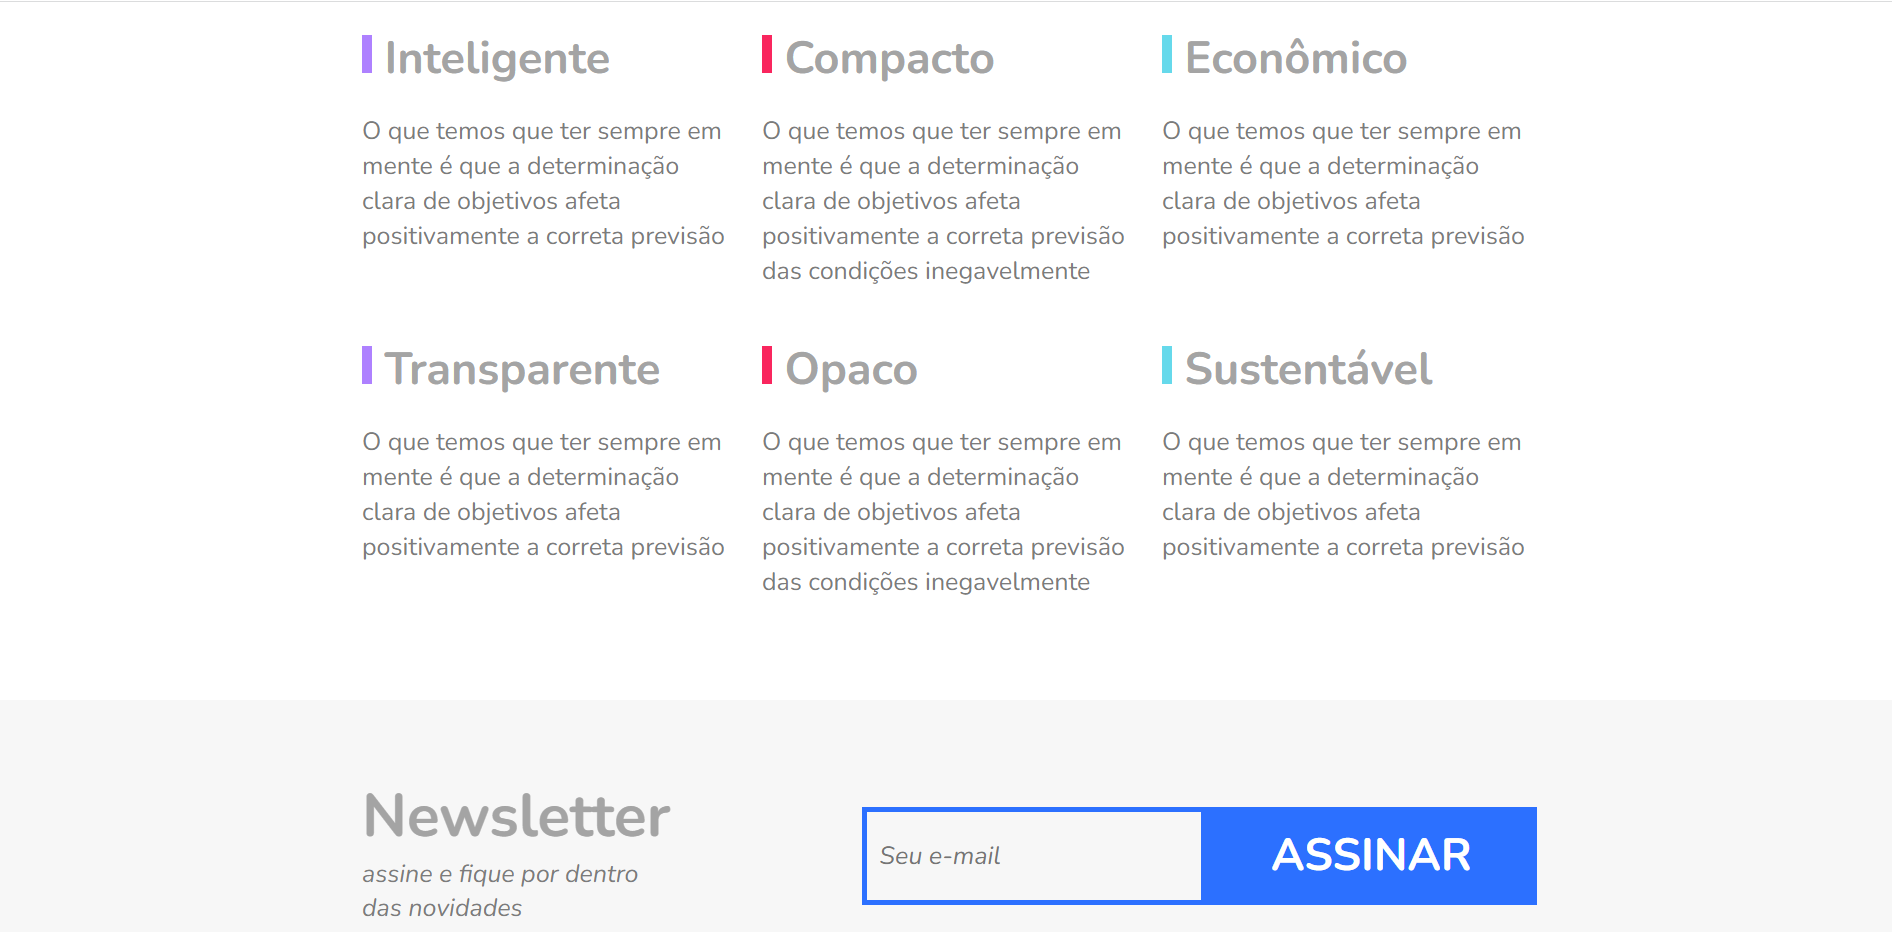 Inteligente
O que temos que ter sempre em
mente é que a determinação
clara de objetivos afeta
positivamente a correta previsão
Compacto
O que temos que ter sempre em
mente é que a determinação
clara de objetivos afeta
positivamente a correta previsão
das condições inegavelmente
Econômico
O que temos que ter sempre em
mente é que a determinação
clara de objetivos afeta
positivamente a correta previsão
Transparente
O que temos que ter sempre em
mente é que a determinação
clara de objetivos afeta
positivamente a correta previsão
Opaco
O que temos que ter sempre em
mente é que a determinação
clara de objetivos afeta
positivamente a correta previsão
das condições inegavelmente
Sustentável
O que temos que ter sempre em
mente é que a determinação
clara de objetivos afeta
positivamente a correta previsão
Newsletter
assine e fique por dentro
das novidades
Seu e-mail
ASSINAR